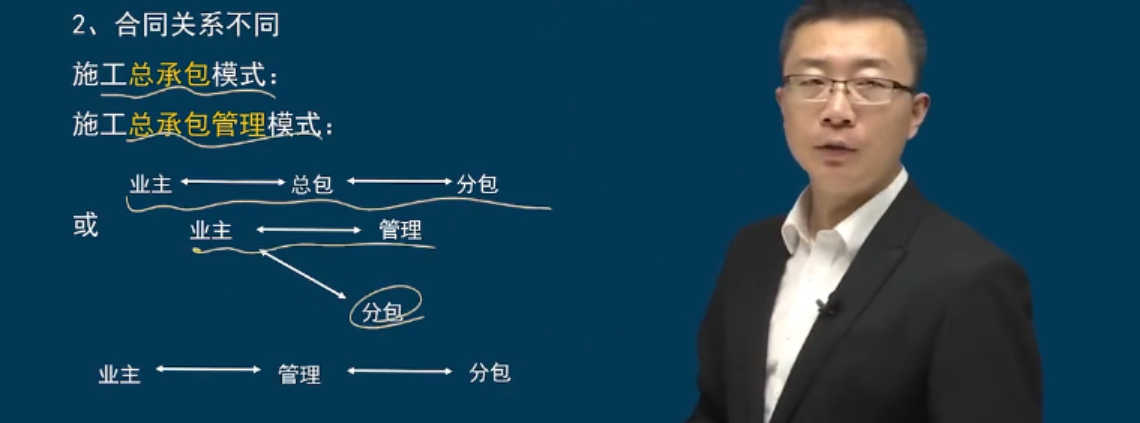 2、合同关系不同
施工总承包模式：
施工总承包管理模式：
业主 总包 分包
或
业主 管理
分包
业主 管理 分包